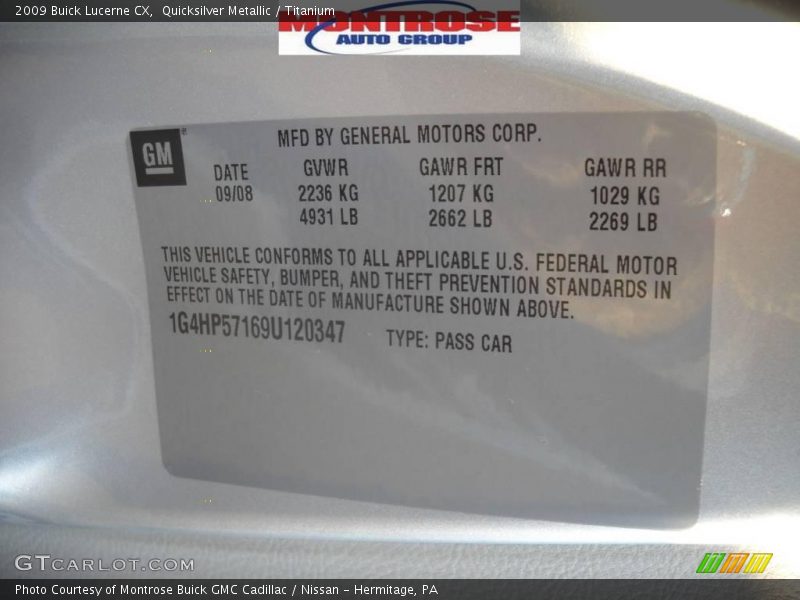 2009 Buick Lucerne CX,  Quicksilver Metallic / Titanium
MONTROSE
AUTO GROUP
GM
MFD BY GENERAL MOTORS CORP.
DATE GVWR GAWR FRT GAWR RR
09/08 2236 KG 1207 KG 1029 KG
4931 LB 2662 LB 2269 LB
THIS VEHICLE CONFORMS TO ALL APPLICABLE U.S. FEDERAL MOTOR
VEHICLE SAFETY, BUMPER, AND THEFT PREVENTION STANDARDS IN
EFFECT ON THE DATE OF MANUFACTURE SHOWN ABOVE.
1G4HP57169U120347 TYPE: PASS CAR
GTCARLOT.COM
Photo Courtesy of Montrose Buick GMC Cadillac / Nissan - Hermitage, PA